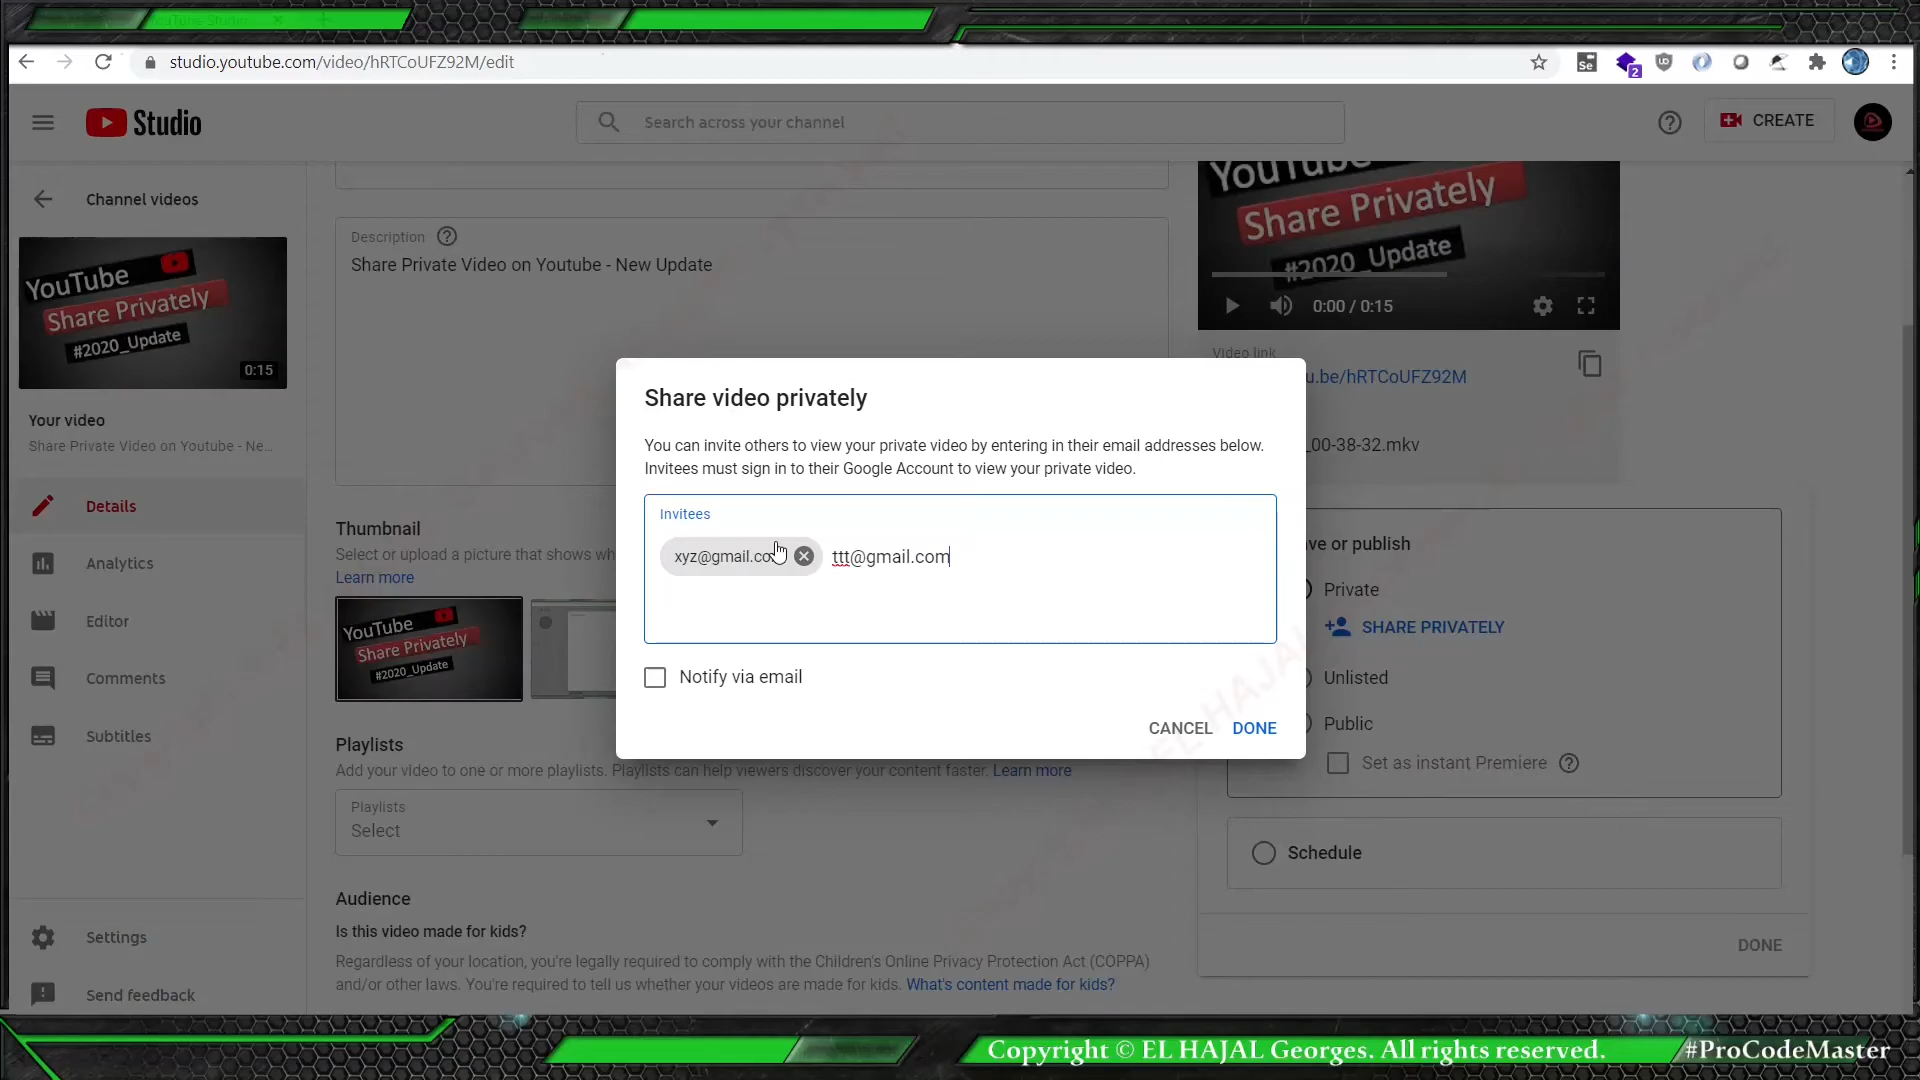 studio.youtube.com/video/hRTCoUFZ92M/edit
Se
2
Studio
Search across your channel
CREATE
Channel videos
YouTube
Share Privately
#2020_Update
0:15
Your video
Share Private Video on Youtube - Ne...
Details
Analytics
Editor
Comments
Subtitles
Settings
Send feedback
Description
Share Private Video on Youtube - New Update
Thumbnail
Select or upload a picture that shows
Learn more
YouTube
Share Privately
#2020_Update
Playlists
Add your video to one or more playlists. Playlists can help viewers discover your content faster. Learn more
Playlists
Select
Audience
Is this video made for kids?
Regardless of your location, you're legally required to comply with the Children's Online Privacy Protection Act (COPPA)
and/or other laws. You're required to tell us whether your videos are made for kids. What's content made for kids?
Share video privately
You can invite others to view your private video by entering in their email addresses below.
Invitees must sign in to their Google Account to view your private video.
Invitees
xyz@gmail.co
ttt@gmail.com
Notify via email
CANCEL DONE
YouTube
Share Privately
#2020_Update
0:00 / 0:15
Video link
u.be/hRTCoUFZ92M
_00-38-32.mkv
ve or publish
Private
SHARE PRIVATELY
Unlisted
Public
Set as instant Premiere
Schedule
DONE
EL HAJAL
Copyright © EL HAJAL Georges. All rights reserved.
#ProCodeMaster